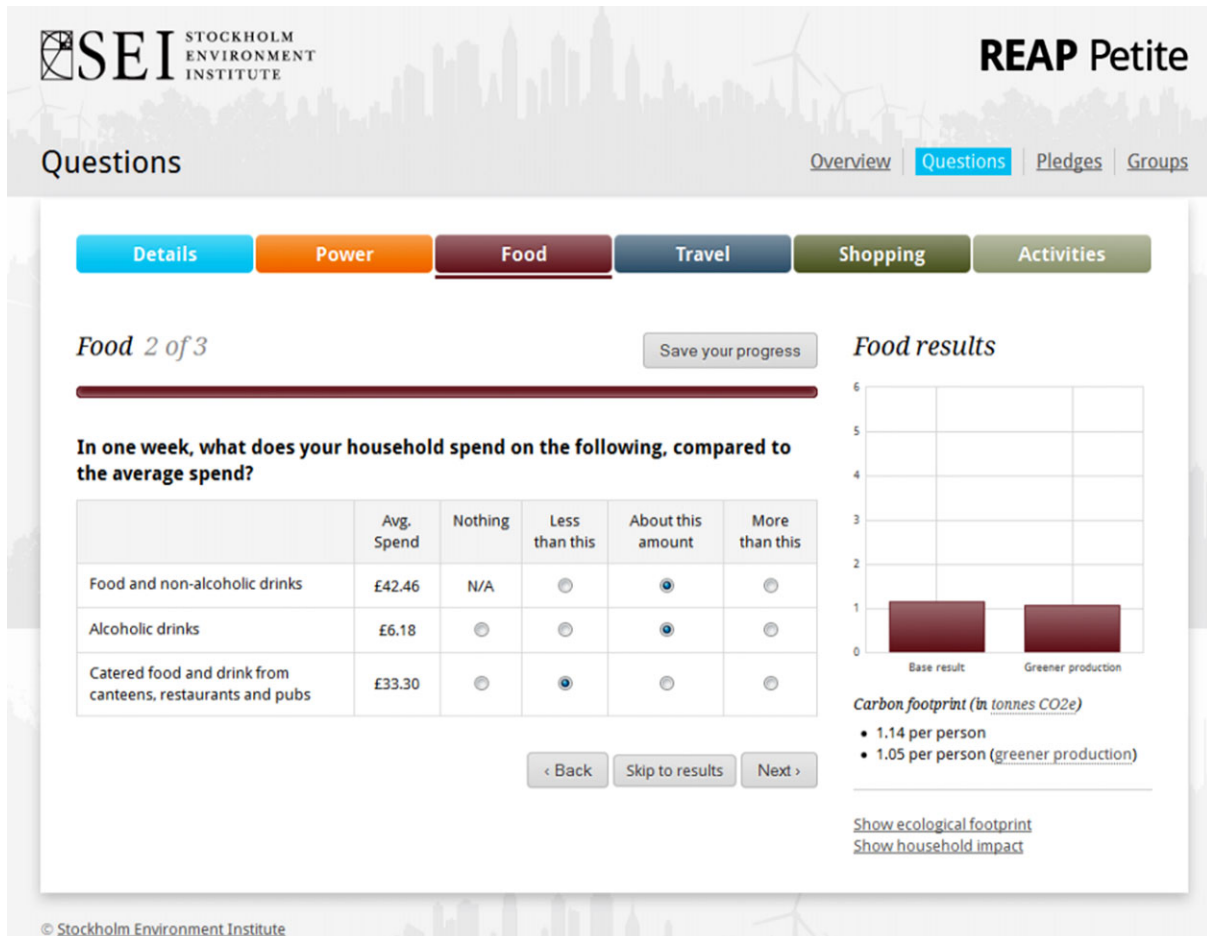 SEI STOCKHOLM
ENVIRONMENT
INSTITUTE
REAP Petite
Questions
Overview Questions Pledges Groups
Details Power Food Travel Shopping Activities
Food 2 of 3
Save your progress
In one week, what does your household spend on the following, compared to
the average spend?
Avg. Spend Nothing Less than this About this amount More than this
Food and non-alcoholic drinks £42.46 N/A
Alcoholic drinks £6.18
Catered food and drink from
canteens, restaurants and pubs £33.30
‹ Back Skip to results Next ›
Food results
6
5
4
3
2
1
0
Base result Greener production
Carbon footprint (in tonnes CO2e)
• 1.14 per person
• 1.05 per person (greener production)
Show ecological footprint
Show household impact
© Stockholm Environment Institute